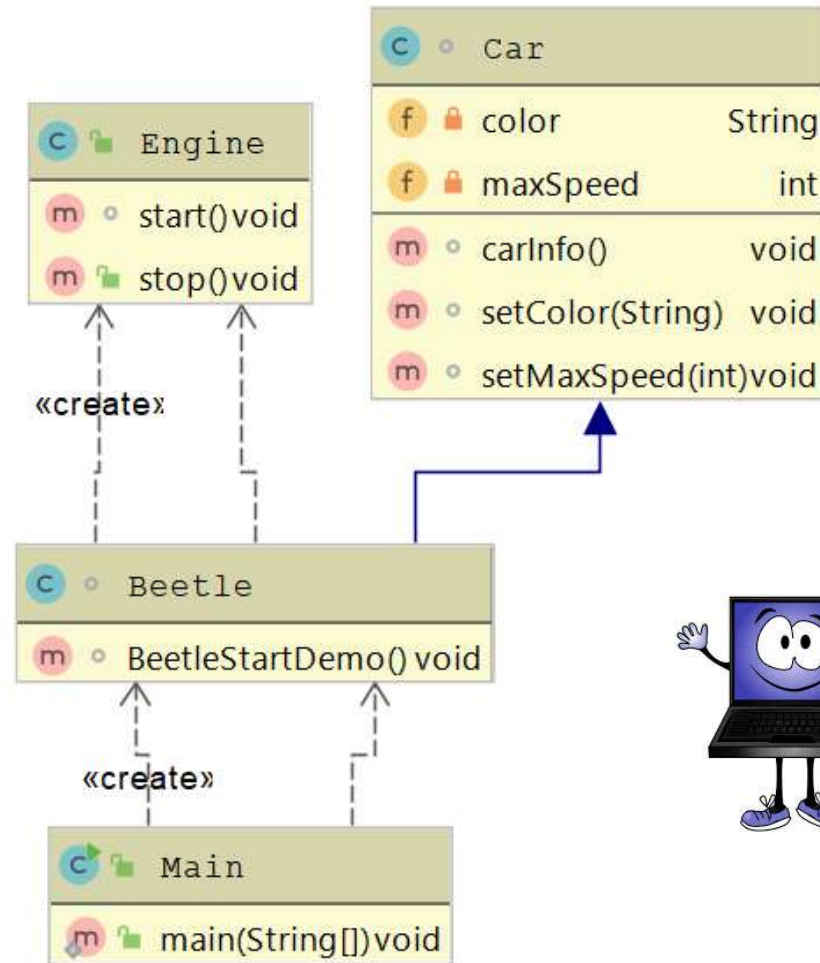 Car
color String
maxSpeed int
carInfo() void
setColor(String) void
setMaxSpeed(int)void
Engine
start()void
stop()void
«create»
Beetle
BeetleStartDemo() void
«create»
Main
main(String[])void